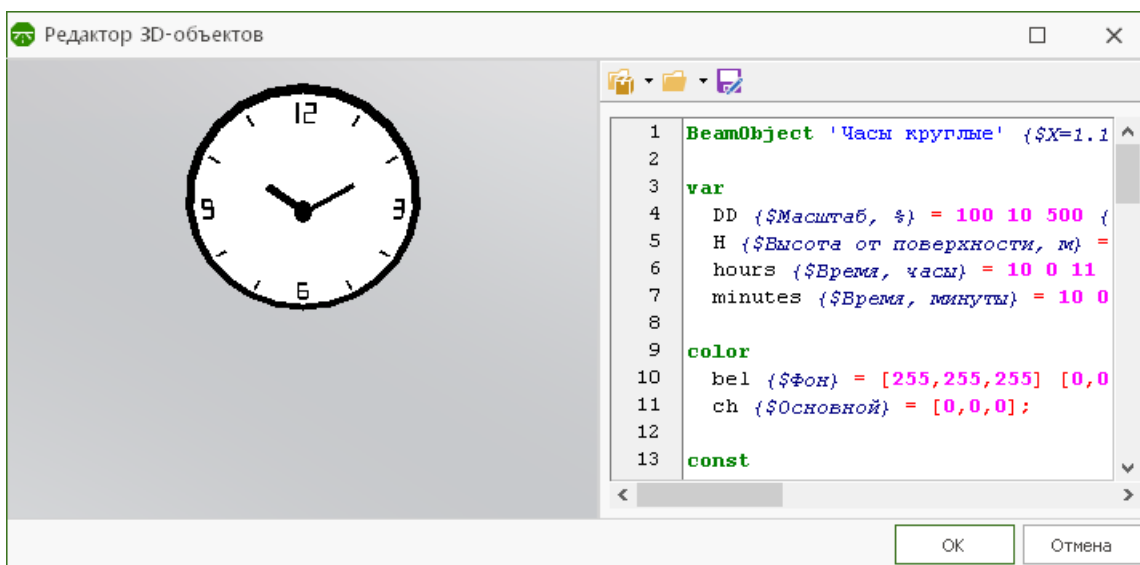 Редактор 3D-объектов
12
9
3
6
1 BeamObject 'Часы круглые' {$X=1.1
2
3 var
4 DD {$Масштаб, %} = 100 10 500 {
5 H {$Высота от поверхности, м} =
6 hours {$Время, часы} = 10 0 11
7 minutes {$Время, минуты} = 10 0
8
9 color
10 bel {$Фон} = [255,255,255] [0,0
11 ch {$Основной} = [0,0,0];
12
13 const
OK
Отмена